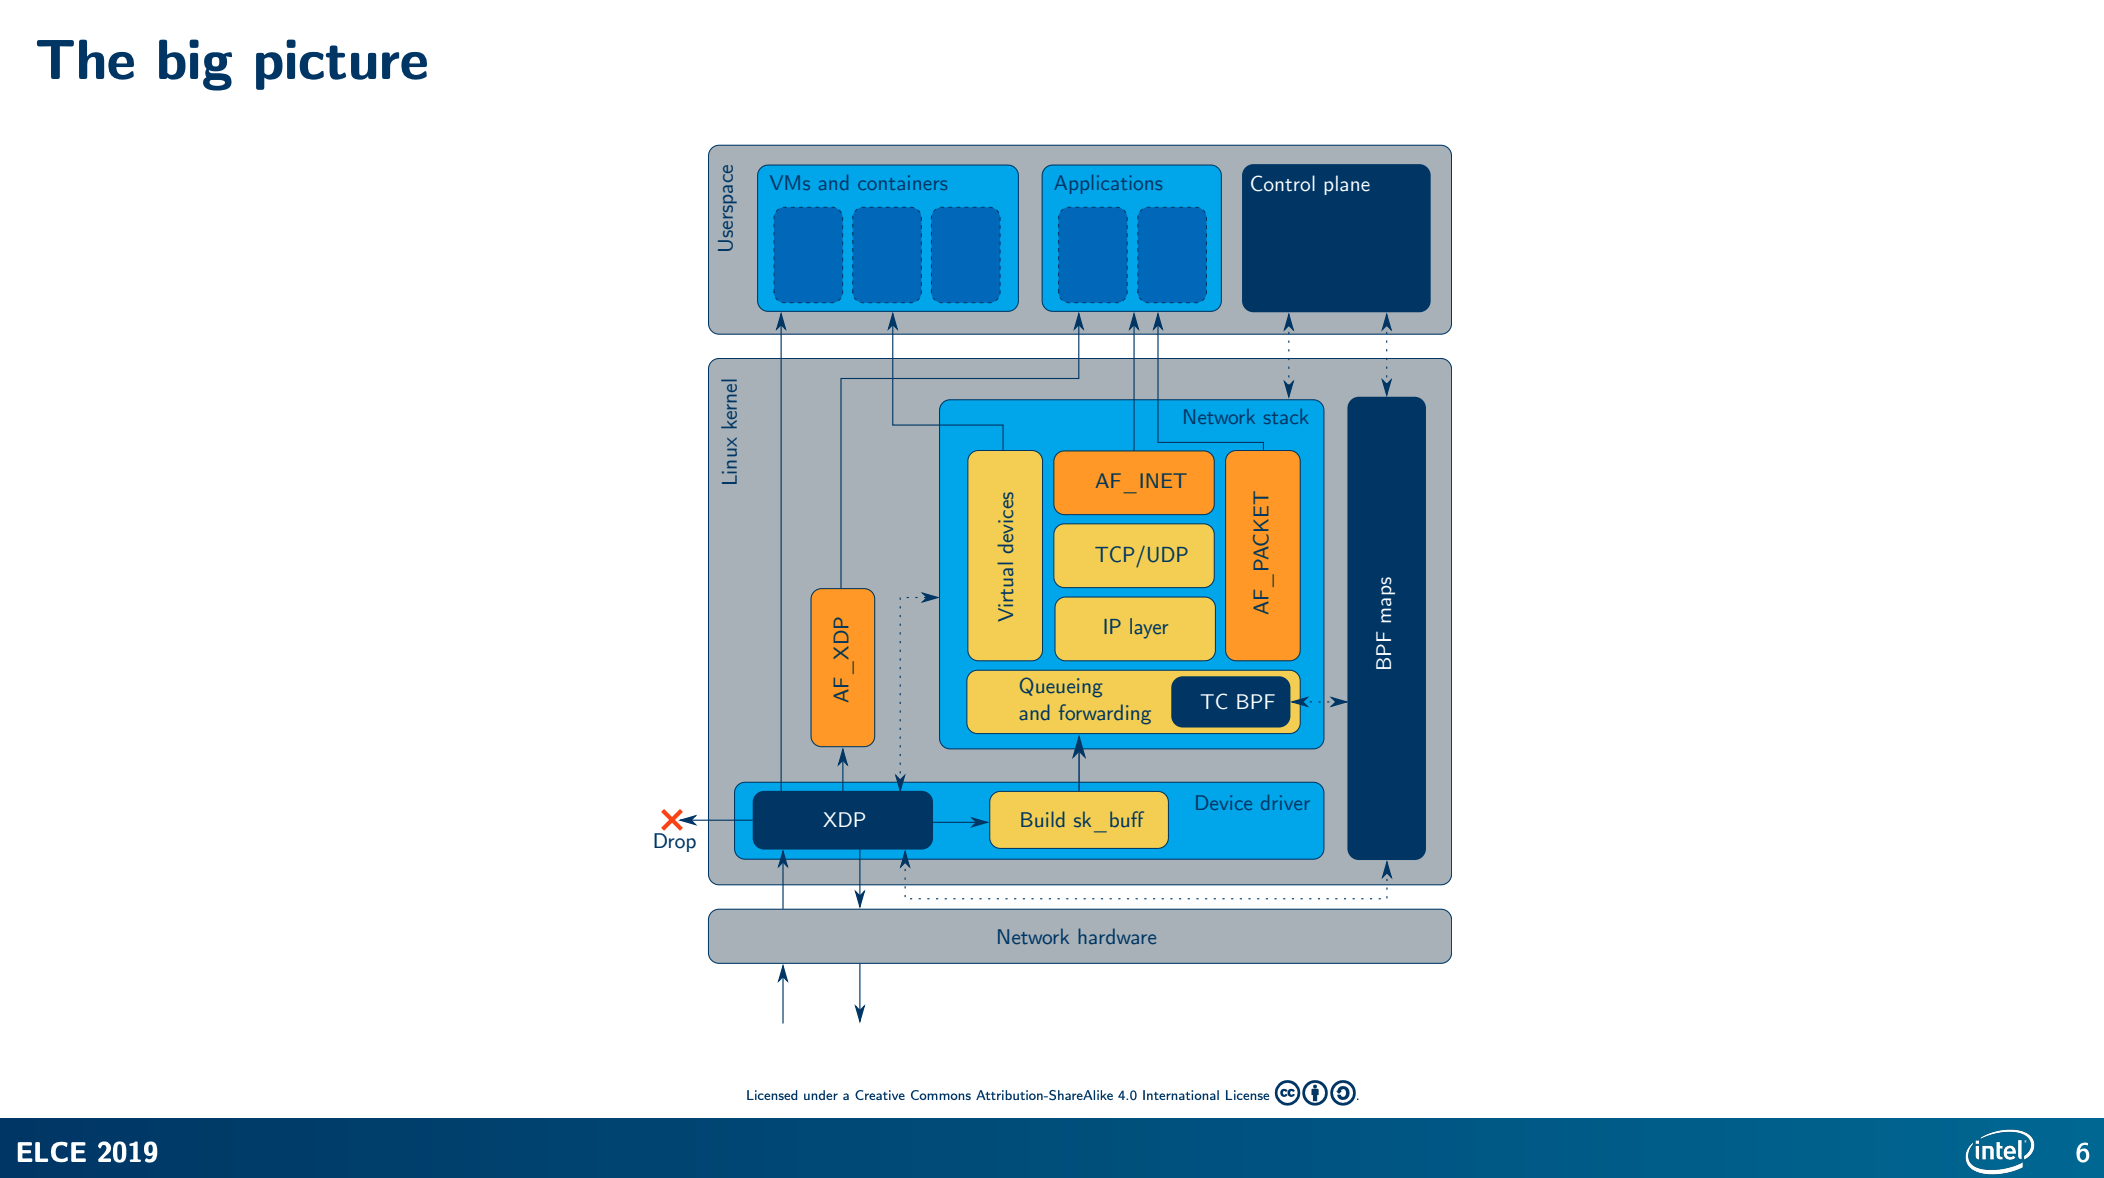 The big picture
Userspace
VMs and containers
Applications
Control plane
Linux kernel
Network stack
Virtual devices
AF_INET
TCP/UDP
IP layer
AF_PACKET
BPF maps
AF_XDP
Queueing
and forwarding
TC BPF
Device driver
XDP
Build sk_buff
Drop
Network hardware
Licensed under a Creative Commons Attribution-ShareAlike 4.0 International License cc .
ELCE 2019
intel
6